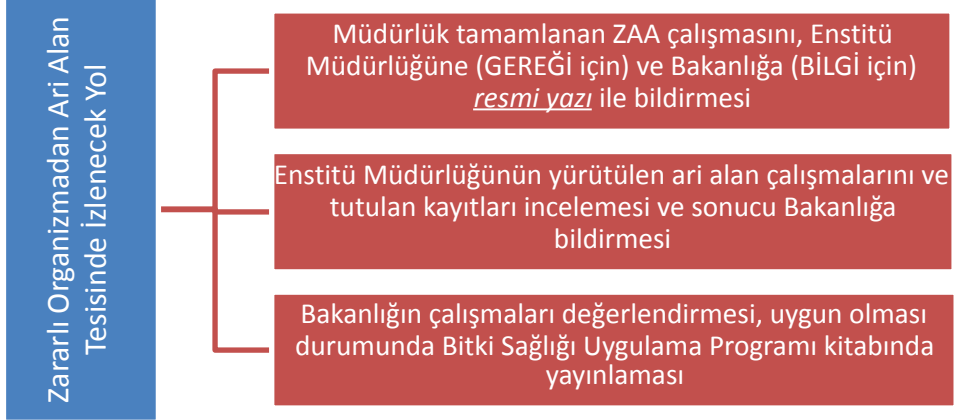 Zararlı Organizmadan Ari Alan
Tesisinde İzlenecek Yol
Müdürlük tamamlanan ZAA çalışmasını, Enstitü
Müdürlüğüne (GEREĞİ için) ve Bakanlığa (BİLGİ için)
resmi yazı ile bildirmesi
Enstitü Müdürlüğünün yürütülen ari alan çalışmalarını ve
tutulan kayıtları incelemesi ve sonucu Bakanlığa
bildirmesi
Bakanlığın çalışmaları değerlendirmesi, uygun olması
durumunda Bitki Sağlığı Uygulama Programı kitabında
yayınlaması